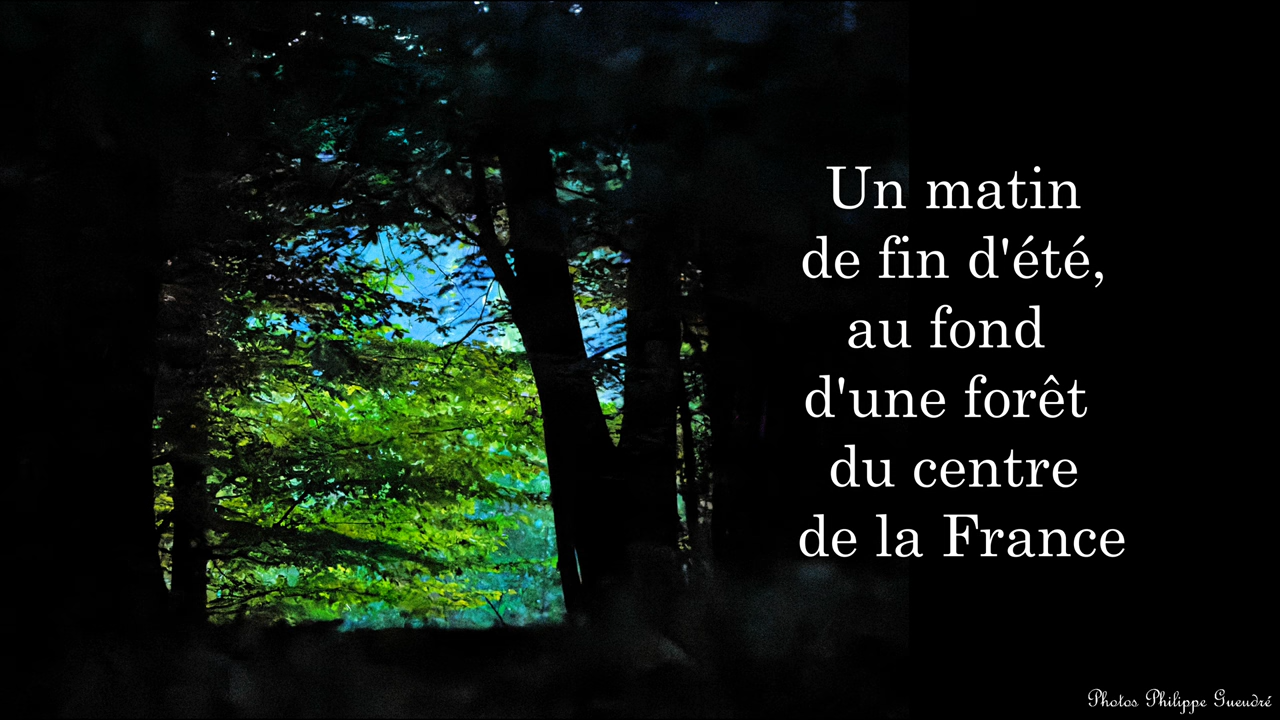 Un matin
de fin d'été,
au fond
d'une forêt
du centre
de la France
Photos Philippe Gueudré